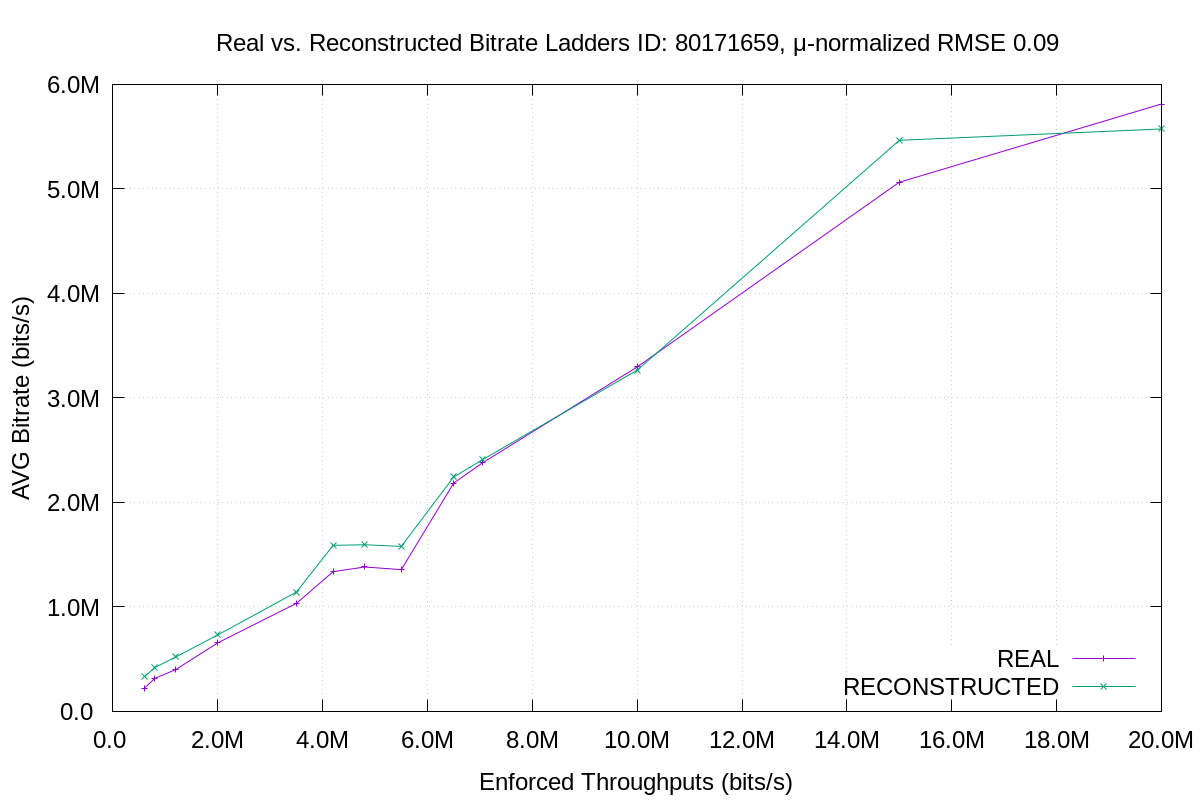 Real vs. Reconstructed Bitrate Ladders ID: 80171659, μ-normalized RMSE 0.09
6.0M
5.0M
4.0M
3.0M
2.0M
1.0M
0.0
AVG Bitrate (bits/s)
REAL
RECONSTRUCTED
0.0 2.0M 4.0M 6.0M 8.0M 10.0M 12.0M 14.0M 16.0M 18.0M 20.0M
Enforced Throughputs (bits/s)